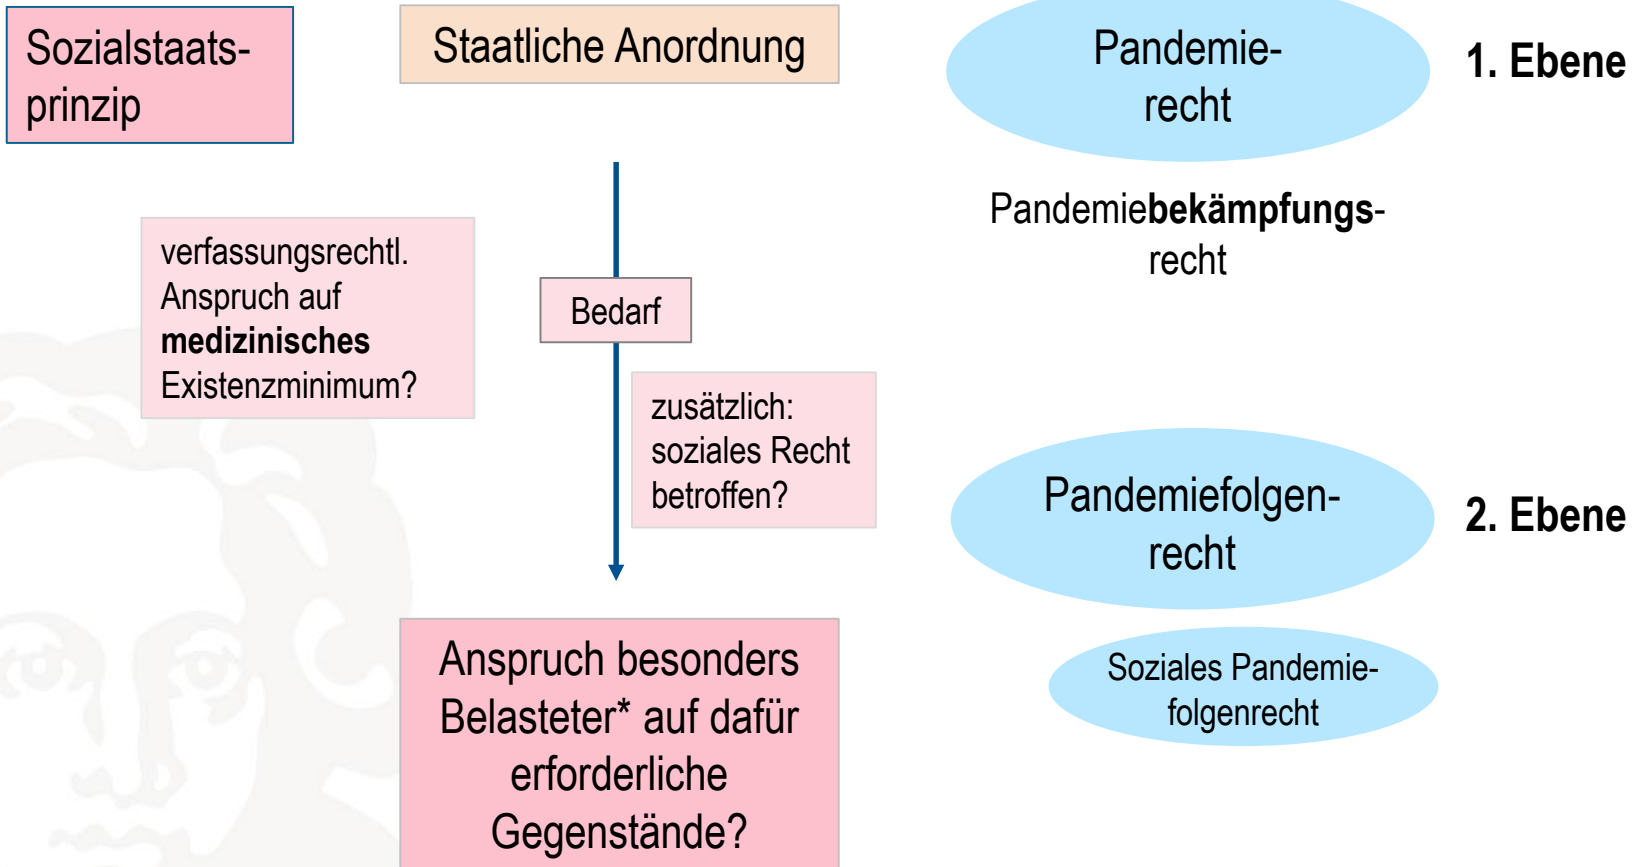 Sozialstaats-
prinzip
Staatliche Anordnung
Pandemie-
recht
1. Ebene
Pandemiebekämpfungs-
recht
verfassungsrechtl.
Anspruch auf
medizinisches
Existenzminimum?
Bedarf
zusätzlich:
soziales Recht
betroffen?
Pandemiefolgen-
recht
2. Ebene
Anspruch besonders
Belasteter* auf dafür
erforderliche
Gegenstände?
Soziales Pandemie-
folgenrecht